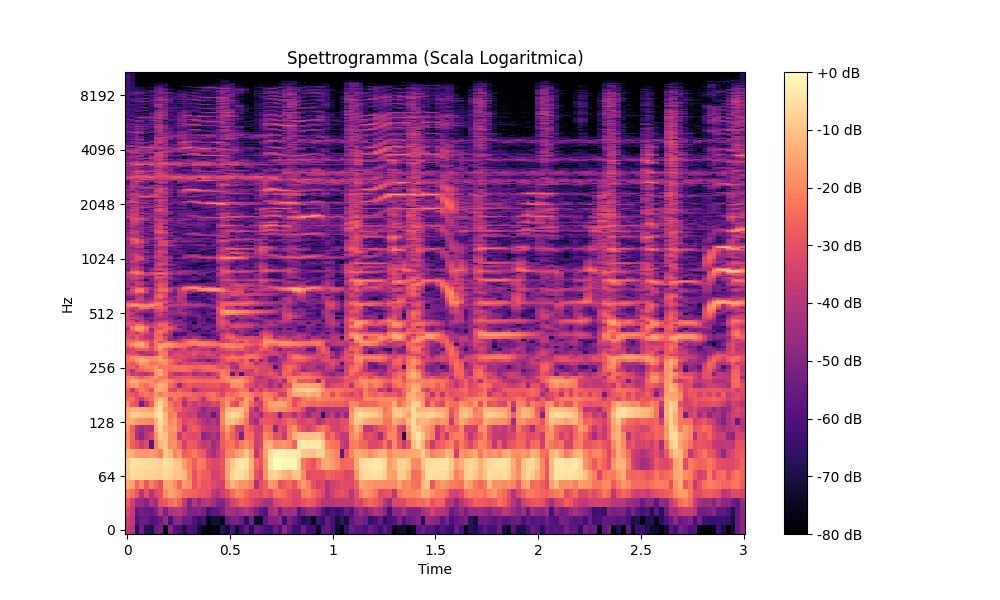 Spettrogramma (Scala Logaritmica)
Hz
8192
4096
2048
1024
512
256
128
64
0
0
0.5
1
1.5
2
2.5
3
Time
+0 dB
-10 dB
-20 dB
-30 dB
-40 dB
-50 dB
-60 dB
-70 dB
-80 dB